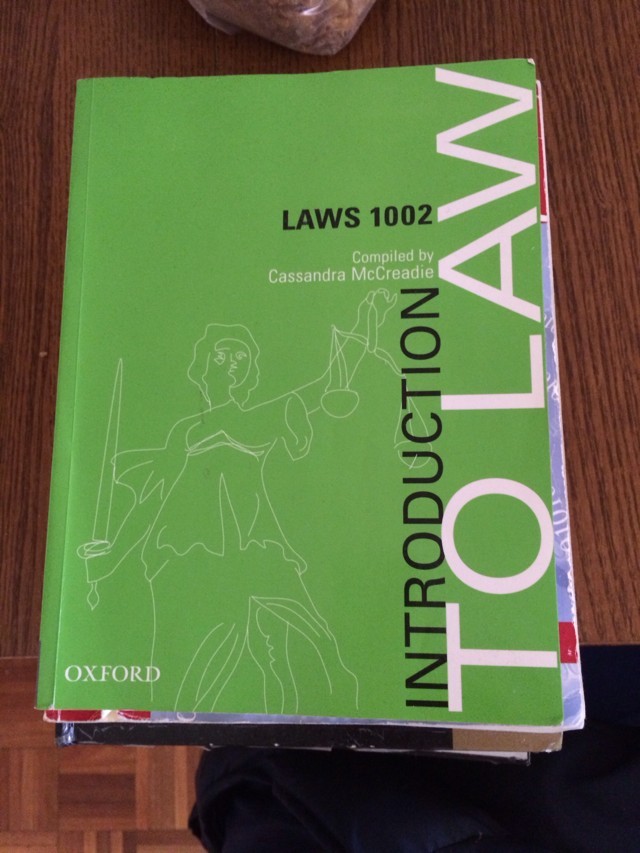 LAWS 1002
Compiled by
Cassandra McCreadie
INTRODUCTION
TO LAW
OXFORD